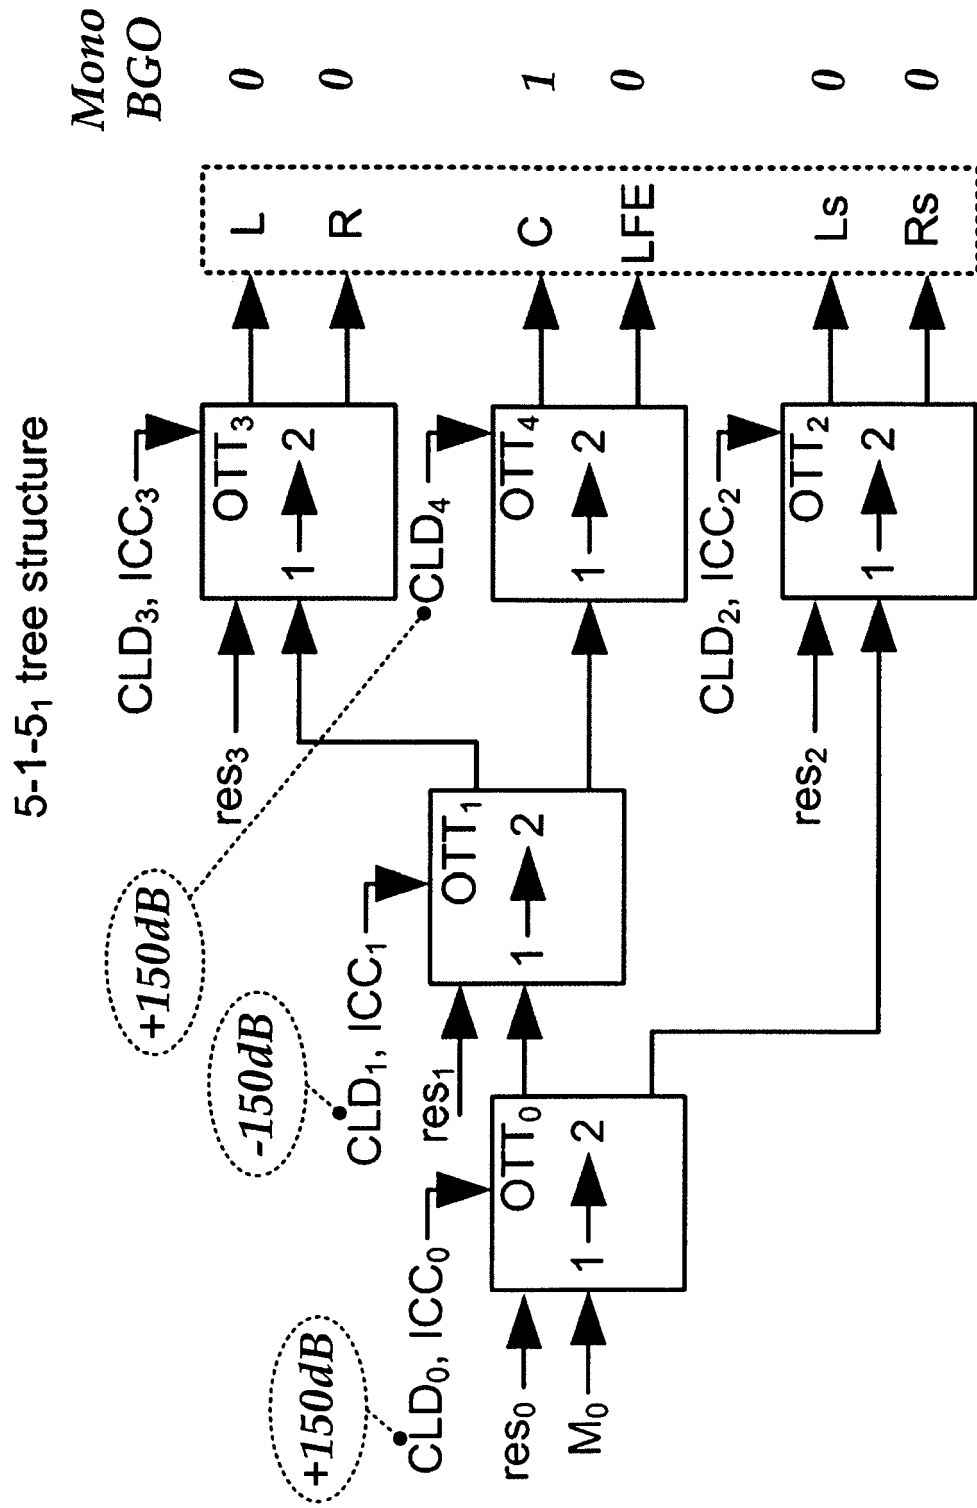 5-1-5₁ tree structure
Mono
BGO
+150dB
CLD₀, ICC₀
res₀
M₀
OTT₀
1 2
-150dB
CLD₁, ICC₁
res₁
OTT₁
1 2
+150dB
CLD₃, ICC₃
res₃
OTT₃
1 2
CLD₄
OTT₄
1 2
CLD₂, ICC₂
res₂
OTT₂
1 2
L 0
R 0
C 1
LFE 0
Ls 0
Rs 0